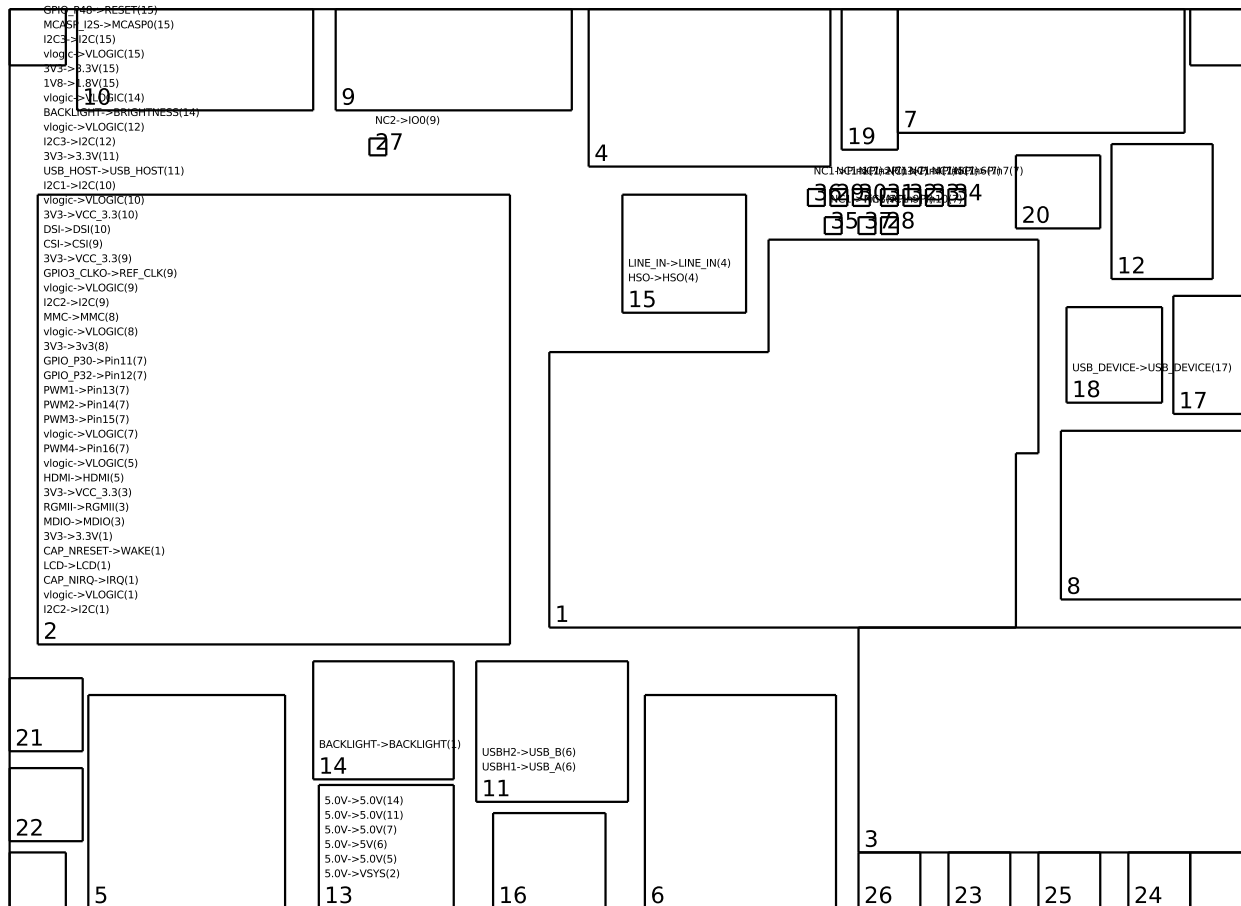 GPIO_P48->RESET(15)
MCASP_I2S->MCASP0(15)
I2C3->I2C(15)
vlogic->VLOGIC(15)
3V3->3.3V(15)
1V8->1.8V(15)
vlogic->VLOGIC(14)
10
BACKLIGHT->BRIGHTNESS(14)
vlogic->VLOGIC(12)
I2C3->I2C(12)
3V3->3.3V(11)
USB_HOST->USB_HOST(11)
I2C1->I2C(10)
vlogic->VLOGIC(10)
3V3->VCC_3.3(10)
DSI->DSI(10)
CSI->CSI(9)
3V3->VCC_3.3(9)
GPIO3_CLKO->REF_CLK(9)
vlogic->VLOGIC(9)
I2C2->I2C(9)
MMC->MMC(8)
vlogic->VLOGIC(8)
3V3->3v3(8)
GPIO_P30->Pin11(7)
GPIO_P32->Pin12(7)
PWM1->Pin13(7)
PWM2->Pin14(7)
PWM3->Pin15(7)
vlogic->VLOGIC(7)
PWM4->Pin16(7)
vlogic->VLOGIC(5)
HDMI->HDMI(5)
3V3->VCC_3.3(3)
RGMII->RGMII(3)
MDIO->MDIO(3)
3V3->3.3V(1)
CAP_NRESET->WAKE(1)
LCD->LCD(1)
CAP_NIRQ->IRQ(1)
vlogic->VLOGIC(1)
I2C2->I2C(1)
2
9
NC2->IO0(9)
27
4
19
7
36 29 30 31 32 33 34
35 37 28
20
12
LINE_IN->LINE_IN(4)
HSO->HSO(4)
15
USB_DEVICE->USB_DEVICE(17)
18
17
8
1
21
22
5
BACKLIGHT->BACKLIGHT(1)
14
5.0V->5.0V(14)
5.0V->5.0V(11)
5.0V->5.0V(7)
5.0V->5V(6)
5.0V->5.0V(5)
5.0V->VSYS(2)
13
USBH2->USB_B(6)
USBH1->USB_A(6)
11
16
6
3
26
23
25
24